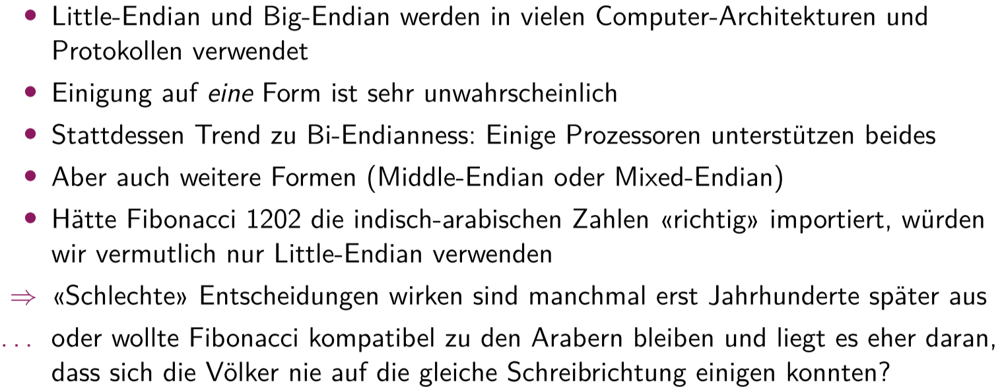 • Little-Endian und Big-Endian werden in vielen Computer-Architekturen und
Protokollen verwendet
• Einigung auf eine Form ist sehr unwahrscheinlich
• Stattdessen Trend zu Bi-Endianness: Einige Prozessoren unterstützen beides
• Aber auch weitere Formen (Middle-Endian oder Mixed-Endian)
• Hätte Fibonacci 1202 die indisch-arabischen Zahlen «richtig» importiert, würden
wir vermutlich nur Little-Endian verwenden
⇒ «Schlechte» Entscheidungen wirken sind manchmal erst Jahrhunderte später aus
... oder wollte Fibonacci kompatibel zu den Arabern bleiben und liegt es eher daran,
dass sich die Völker nie auf die gleiche Schreibrichtung einigen konnten?